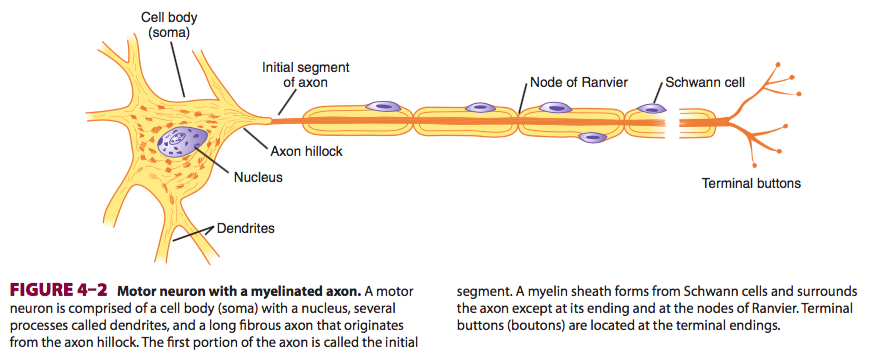 Cell body
(soma)
Initial segment
of axon
Node of Ranvier
Schwann cell
Axon hillock
Nucleus
Terminal buttons
Dendrites
FIGURE 4–2 Motor neuron with a myelinated axon. A motor
neuron is comprised of a cell body (soma) with a nucleus, several
processes called dendrites, and a long fibrous axon that originates
from the axon hillock. The first portion of the axon is called the initial
segment. A myelin sheath forms from Schwann cells and surrounds
the axon except at its ending and at the nodes of Ranvier. Terminal
buttons (boutons) are located at the terminal endings.